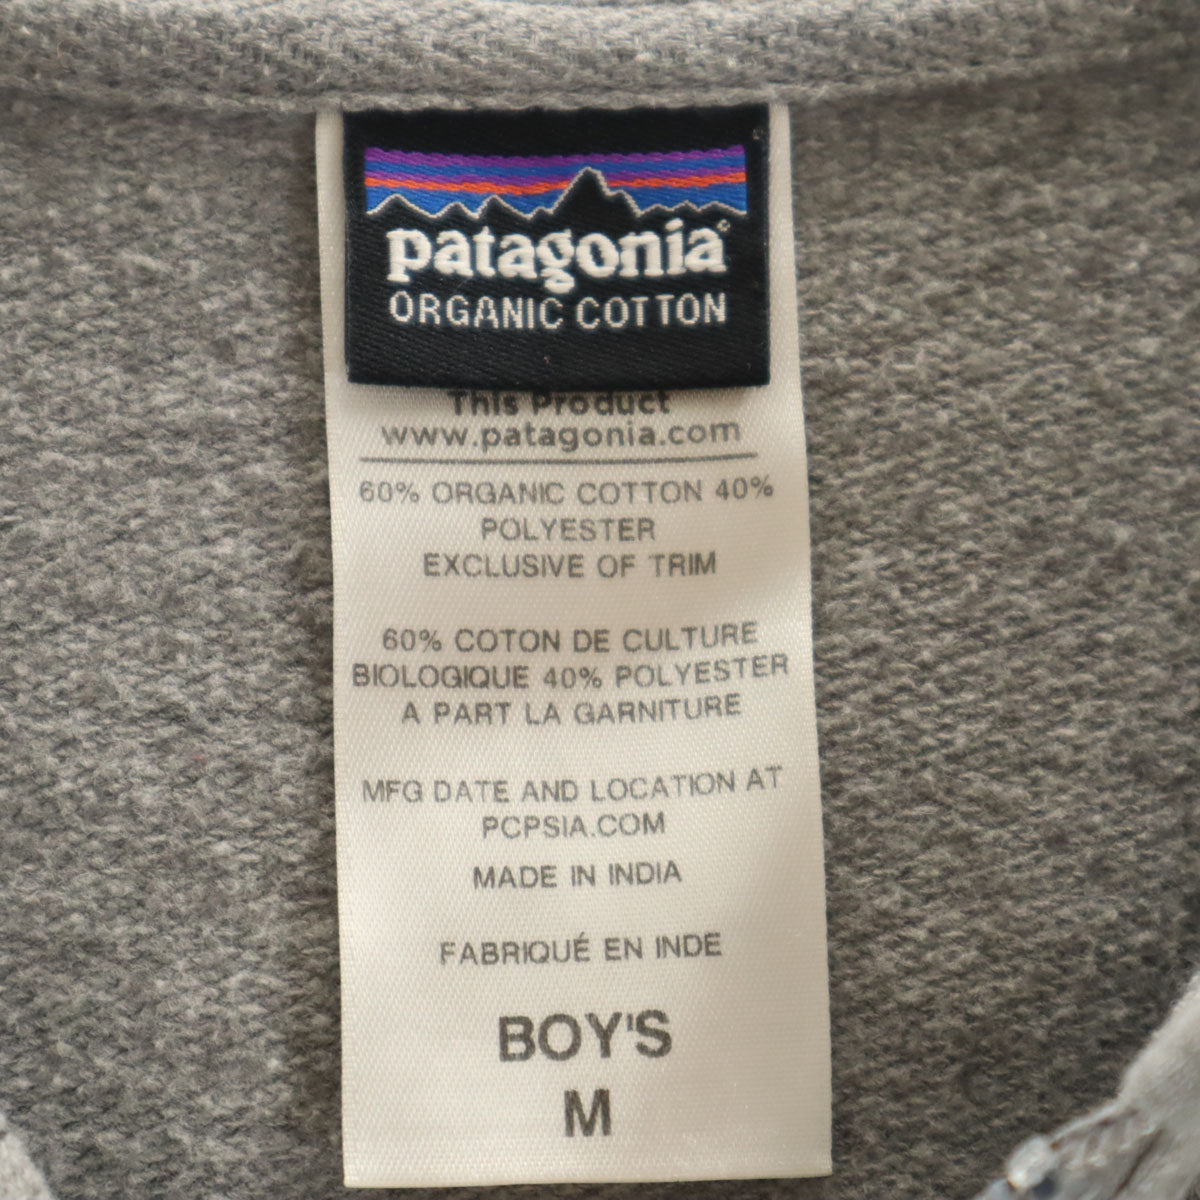 patagonia®
ORGANIC COTTON
This Product
www.patagonia.com
60% ORGANIC COTTON 40%
POLYESTER
EXCLUSIVE OF TRIM
60% COTON DE CULTURE
BIOLOGIQUE 40% POLYESTER
A PART LA GARNITURE
MFG DATE AND LOCATION AT
PCPSIA.COM
MADE IN INDIA
FABRIQUÉ EN INDE
BOY'S
M